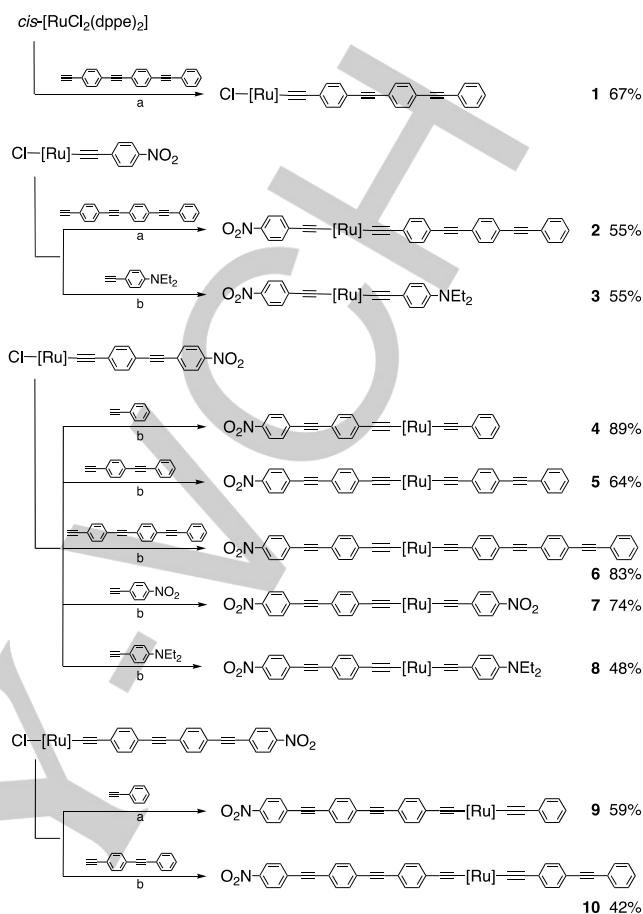 cis-[RuCl2(dppe)2]
a
Cl [Ru]
1 67%
Cl [Ru] NO2
a
O2N [Ru]
2 55%
NEt2
b
O2N [Ru] NEt2
3 55%
Cl [Ru] NO2
b
O2N [Ru]
4 89%
b
O2N [Ru]
5 64%
b
O2N [Ru]
6 83%
NO2
b
O2N [Ru] NO2
7 74%
NEt2
b
O2N [Ru] NEt2
8 48%
Cl [Ru] NO2
a
O2N [Ru]
9 59%
b
O2N [Ru]
10 42%
Y-VCH